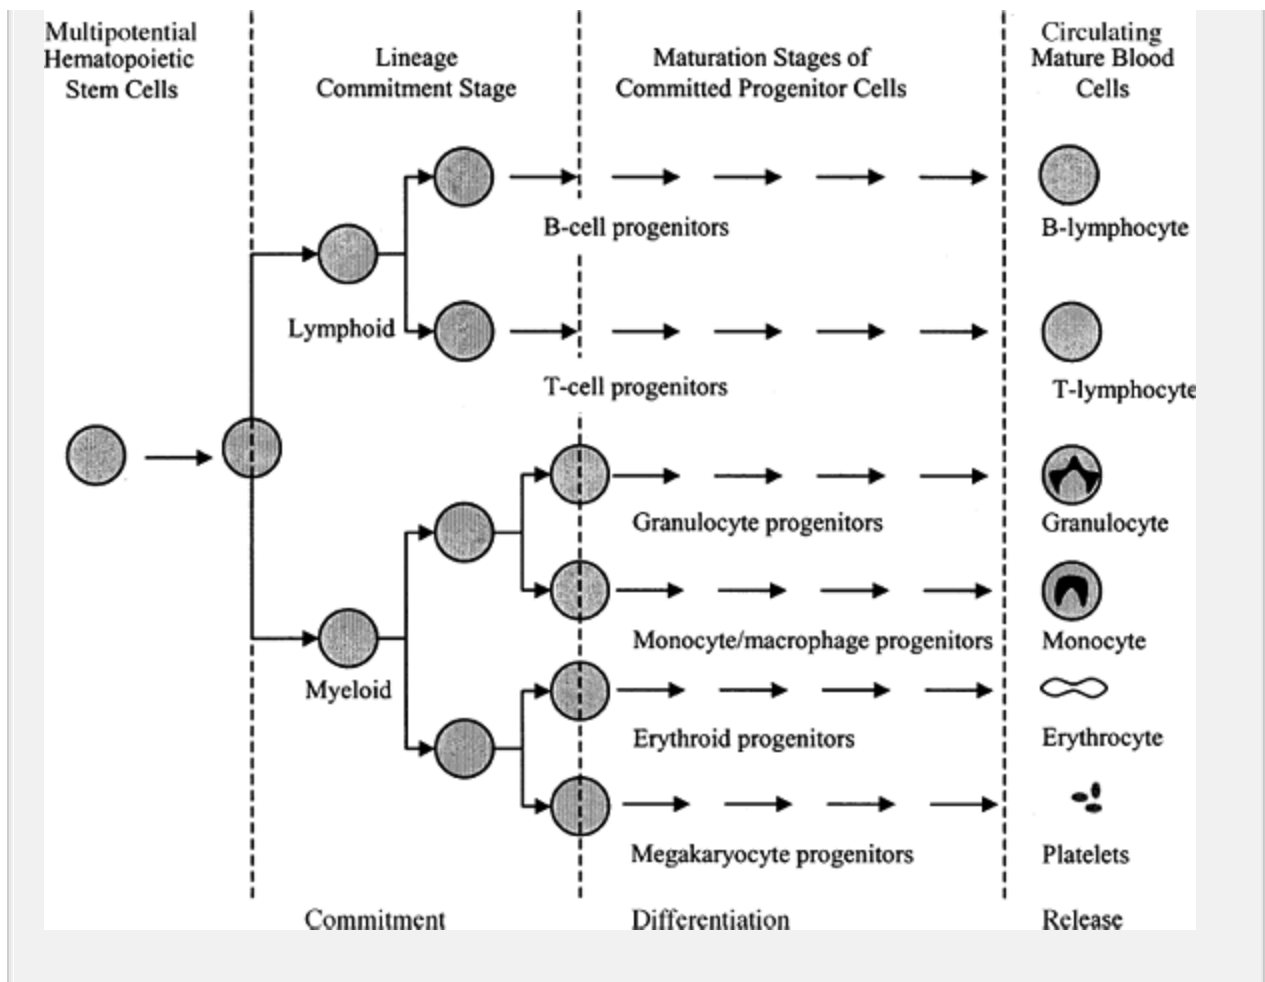 Multipotential
Hematopoietic
Stem Cells
Lineage
Commitment Stage
Maturation Stages of
Committed Progenitor Cells
Circulating
Mature Blood
Cells
B-cell progenitors
B-lymphocyte
Lymphoid
T-cell progenitors
T-lymphocyte
Granulocyte progenitors
Granulocyte
Monocyte/macrophage progenitors
Monocyte
Myeloid
Erythroid progenitors
Erythrocyte
Megakaryocyte progenitors
Platelets
Commitment
Differentiation
Release